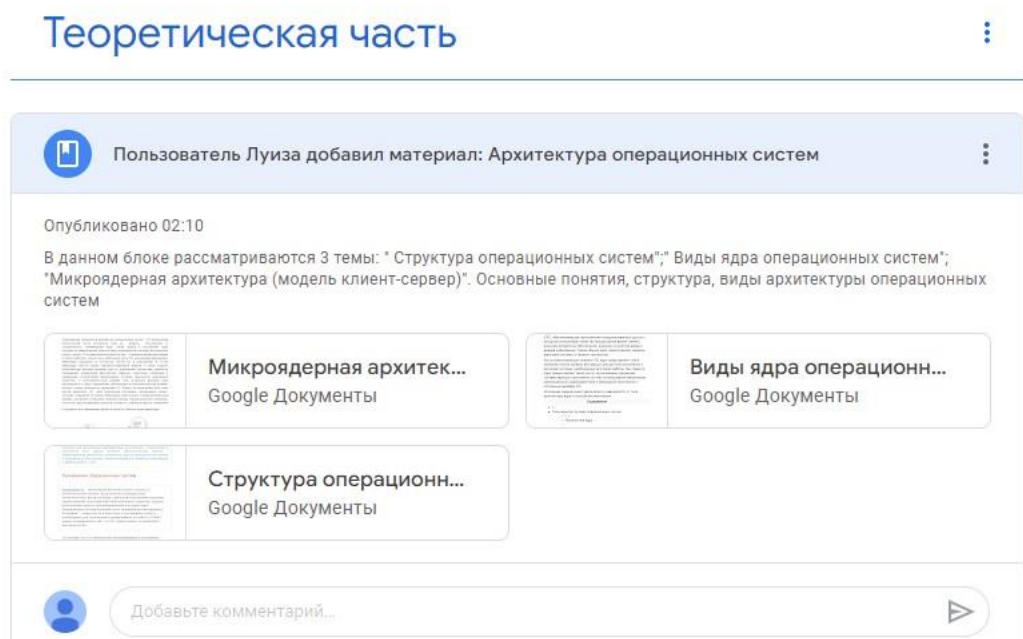 Теоретическая часть
Пользователь Луиза добавил материал: Архитектура операционных систем
Опубликовано 02:10
В данном блоке рассматриваются 3 темы: " Структура операционных систем";" Виды ядра операционных систем";
"Микроядерная архитектура (модель клиент-сервер)". Основные понятия, структура, виды архитектуры операционных
систем
Микроядерная архитек...
Google Документы
Виды ядра операционн...
Google Документы
Структура операционн...
Google Документы
Добавьте комментарий...